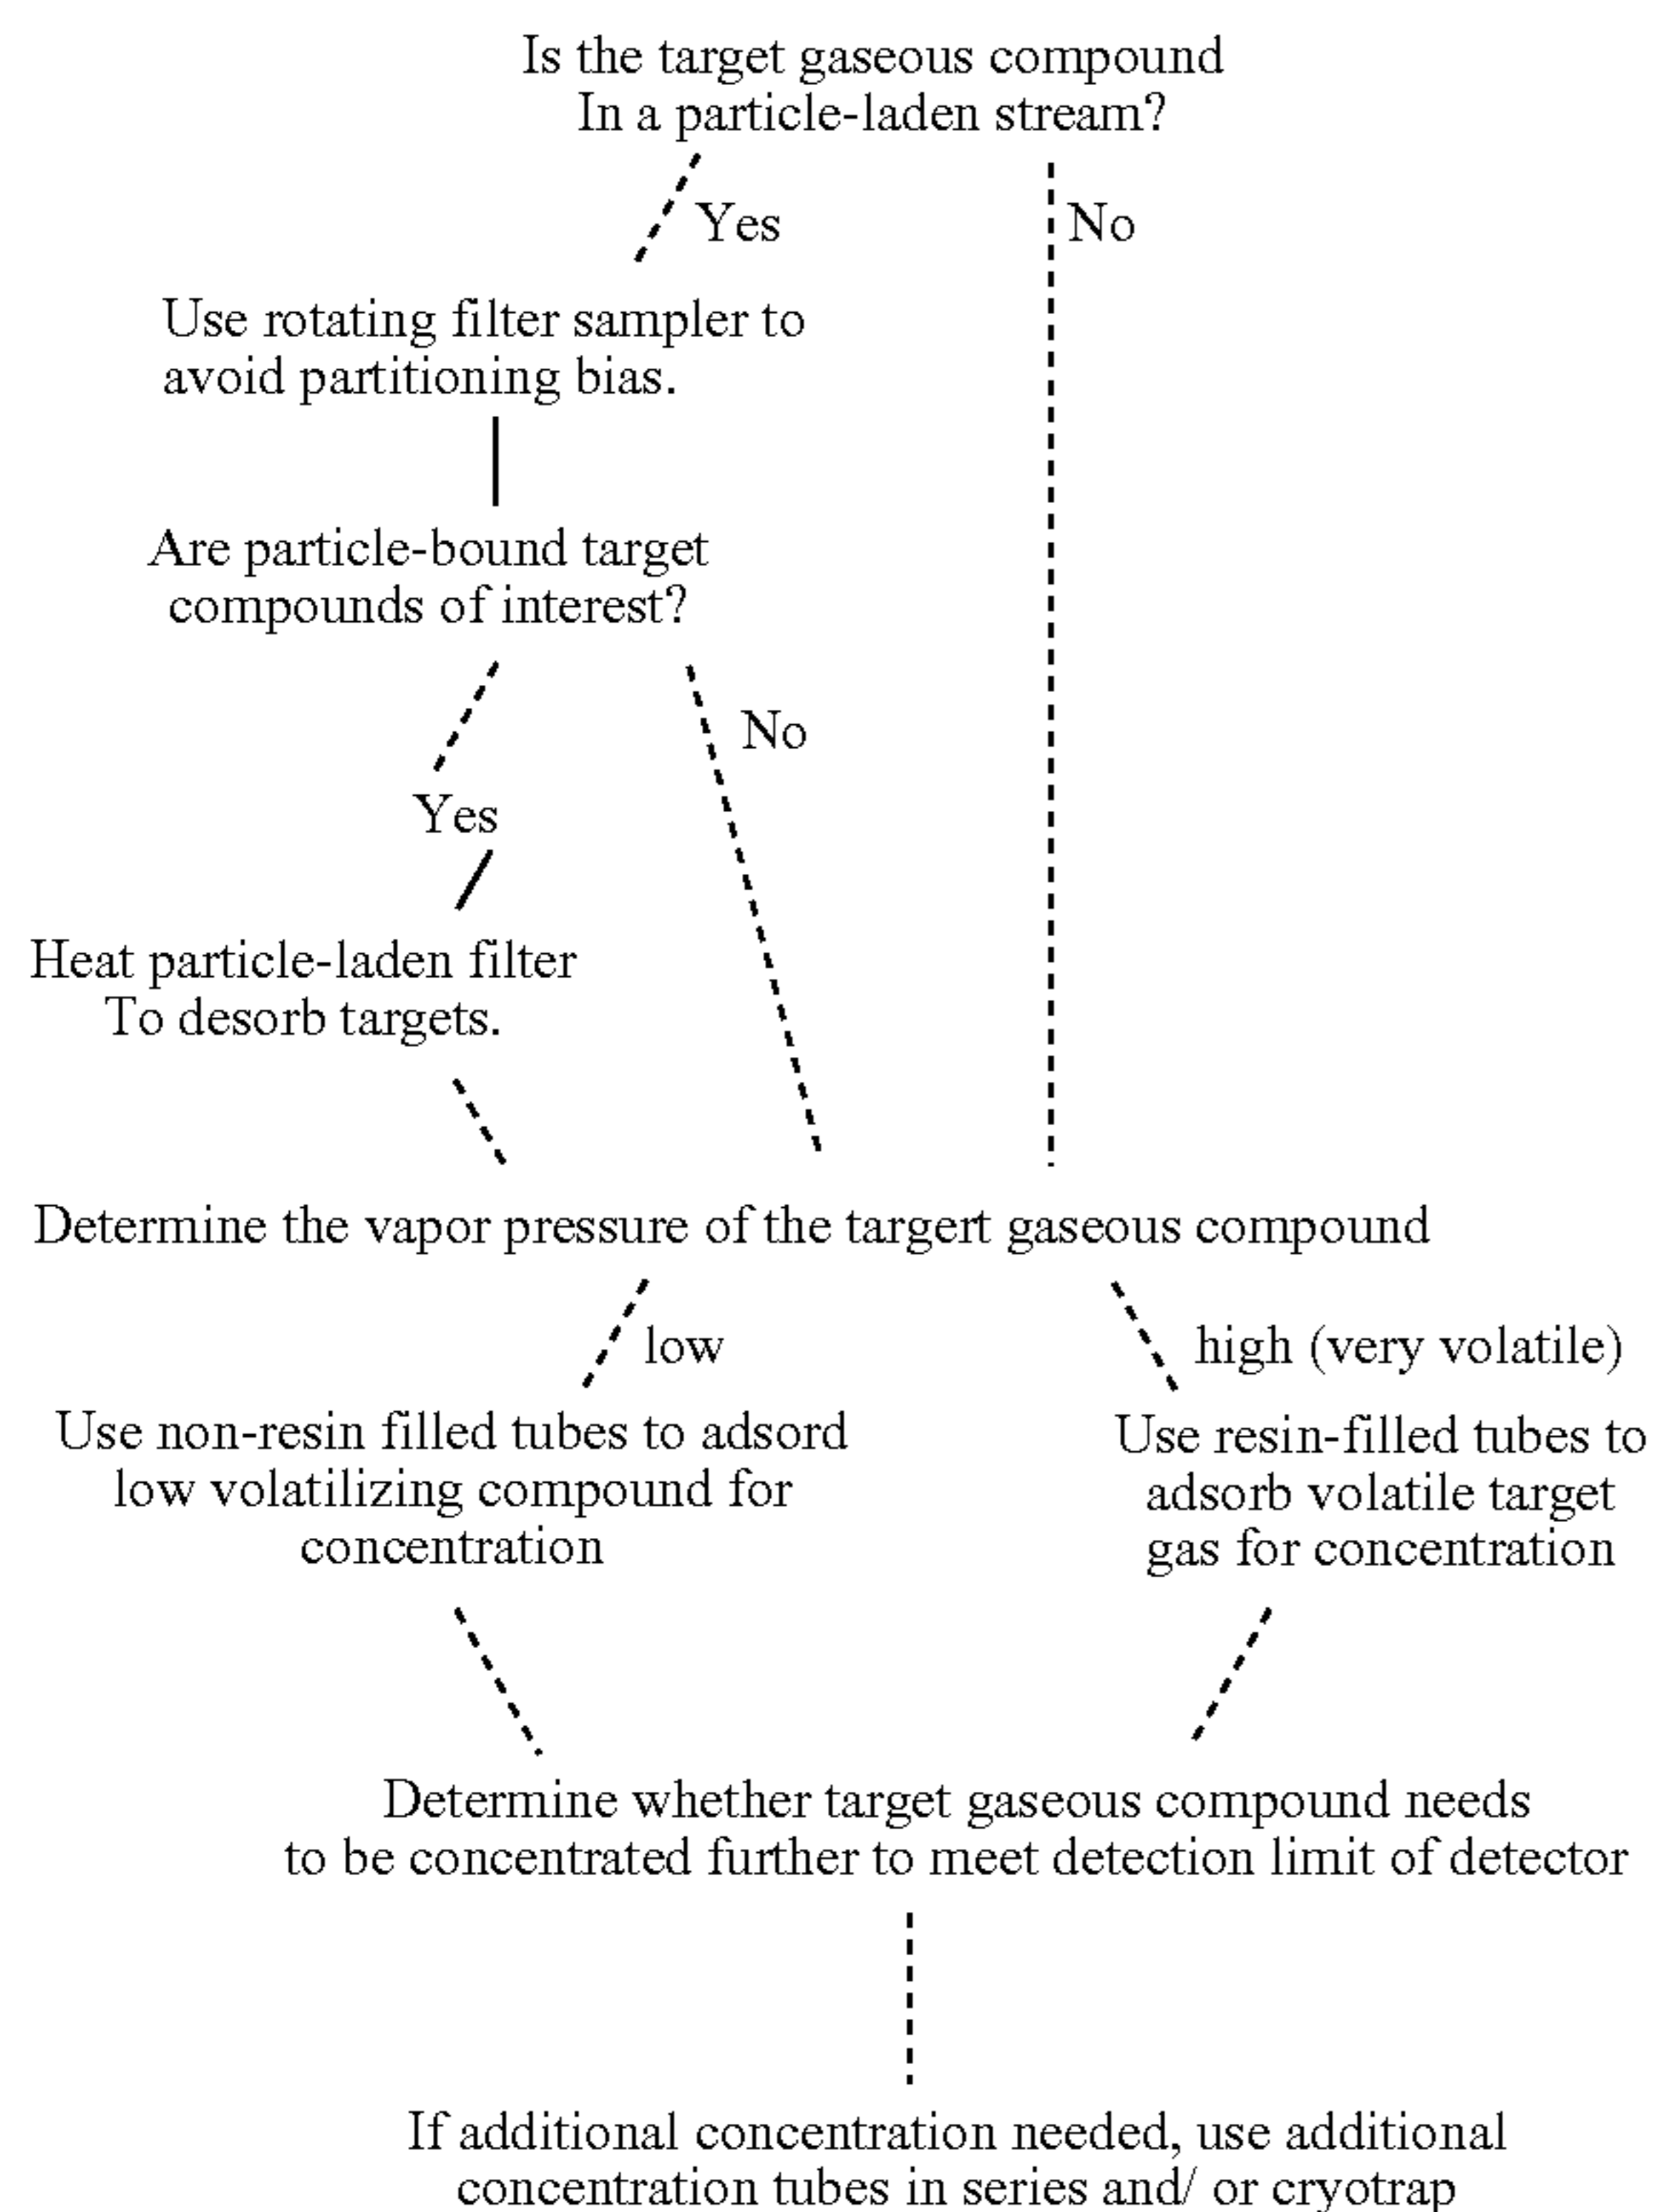 Is the target gaseous compound
In a particle-laden stream?
Yes
No
Use rotating filter sampler to
avoid partitioning bias.
Are particle-bound target
compounds of interest?
No
Yes
Heat particle-laden filter
To desorb targets.
Determine the vapor pressure of the targert gaseous compound
low
high (very volatile)
Use non-resin filled tubes to adsord
low volatilizing compound for
concentration
Use resin-filled tubes to
adsorb volatile target
gas for concentration
Determine whether target gaseous compound needs
to be concentrated further to meet detection limit of detector
If additional concentration needed, use additional
concentration tubes in series and/ or cryotrap